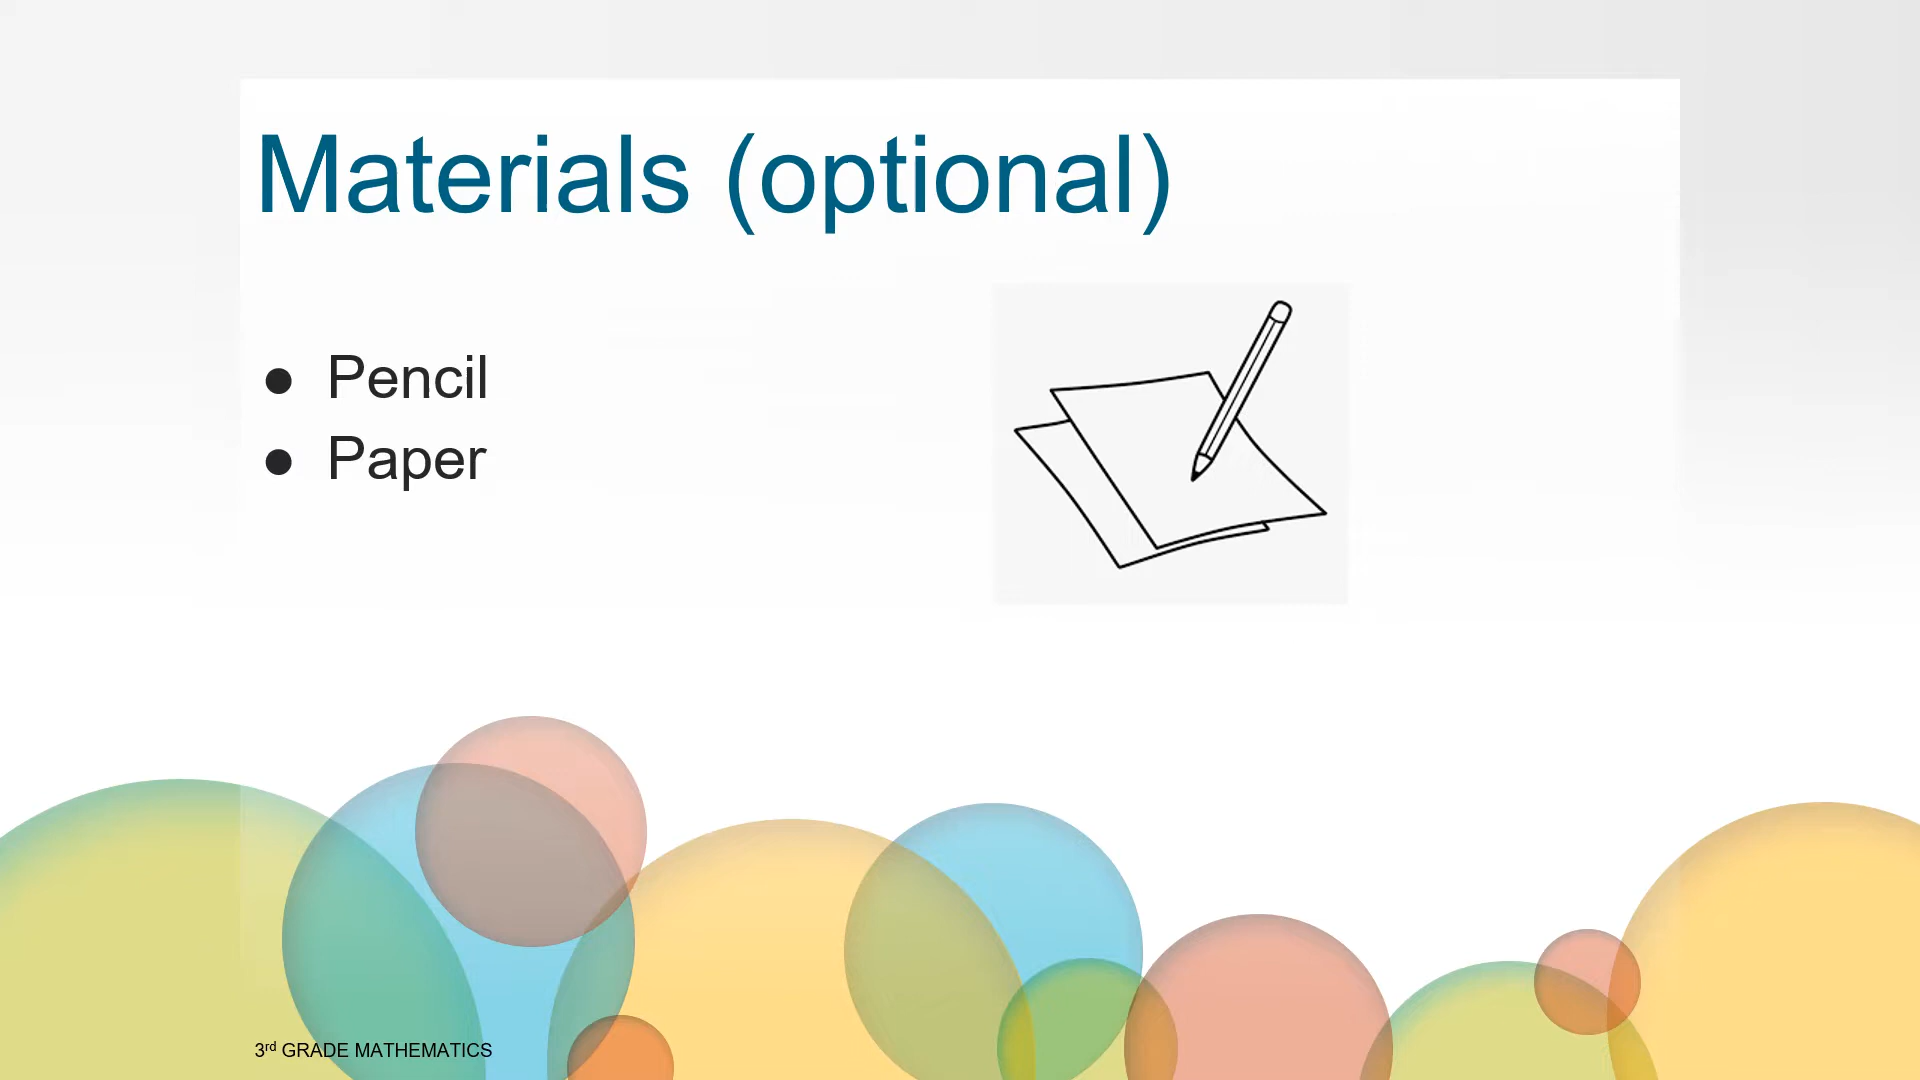 Materials (optional)
● Pencil
● Paper
3rd GRADE MATHEMATICS